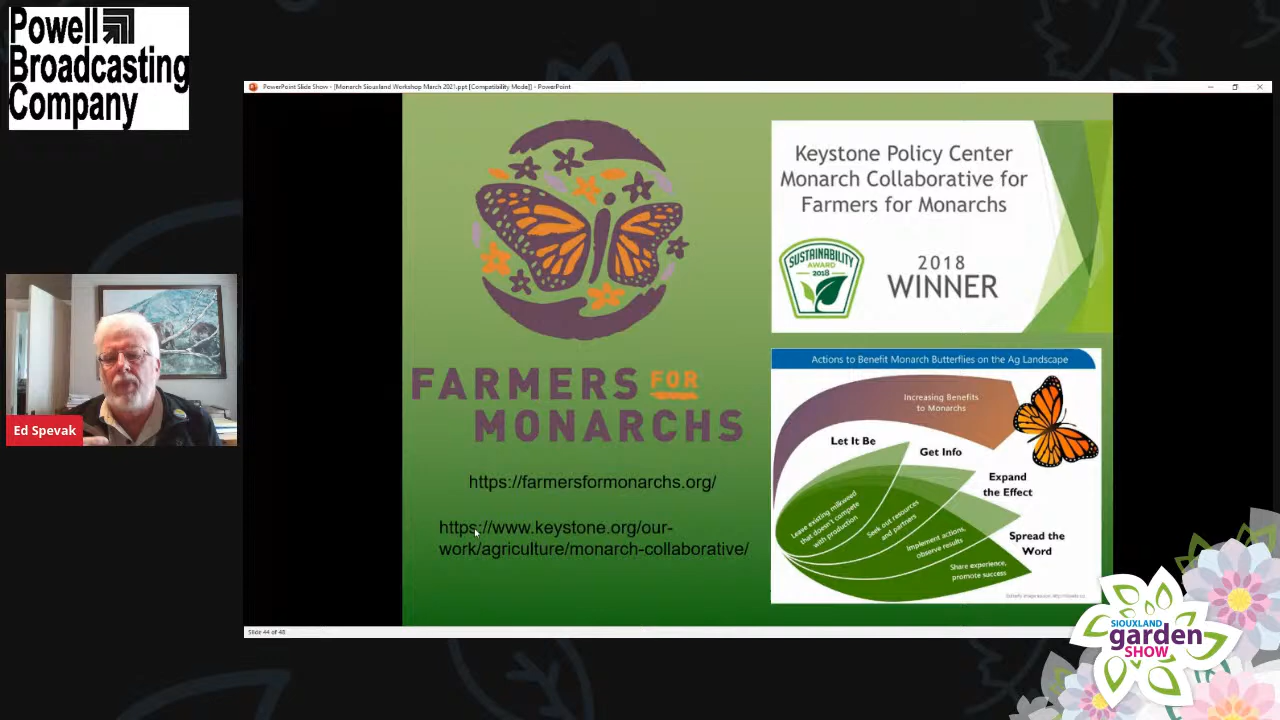 Powell
Broadcasting
Company
PowerPoint Slide Show - [Monarch Siouxland Workshop March 2021.ppt [Compatibility Mode]] - PowerPoint
FARMERS FOR
MONARCHS
https://farmersformonarchs.org/
https://www.keystone.org/our-
work/agriculture/monarch-collaborative/
Keystone Policy Center
Monarch Collaborative for
Farmers for Monarchs
SUSTAINABILITY
AWARD
2018
2018
WINNER
Actions to Benefit Monarch Butterflies on the Ag Landscape
Increasing Benefits
to Monarchs
Let It Be
Get Info
Expand
the Effect
Spread the
Word
Leave existing milkweed
that doesn't compete
with production
Seek out resources
and partners
Implement actions,
observe results
Share experience,
promote success
Ed Spevak
Slide 44 of 48
SIOUXLAND
garden
SHOW